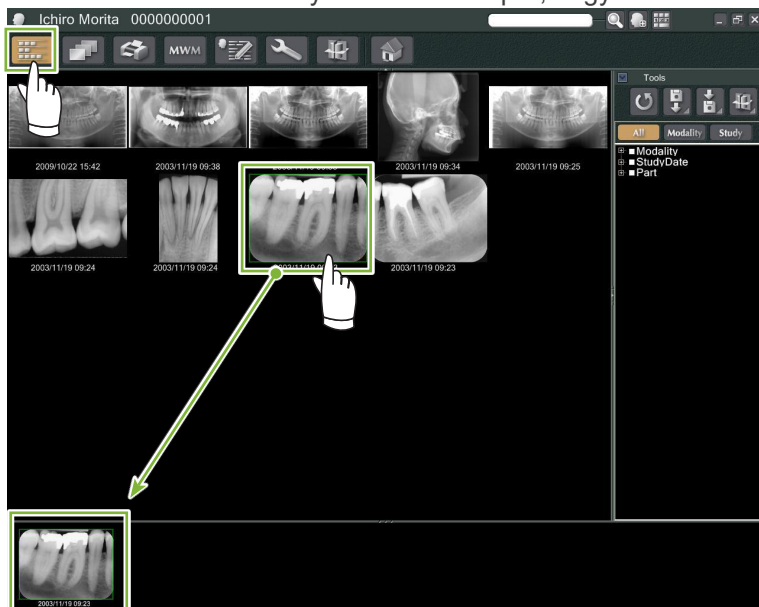 Ichiro Morita 0000000001
MWM
Tools
All Modality Study
Modality
StudyDate
Part
2009/10/22 15:42
2003/11/19 09:38
2003/11/19 09:34
2003/11/19 09:25
2003/11/19 09:24
2003/11/19 09:24
2003/11/19 09:23
2003/11/19 09:23